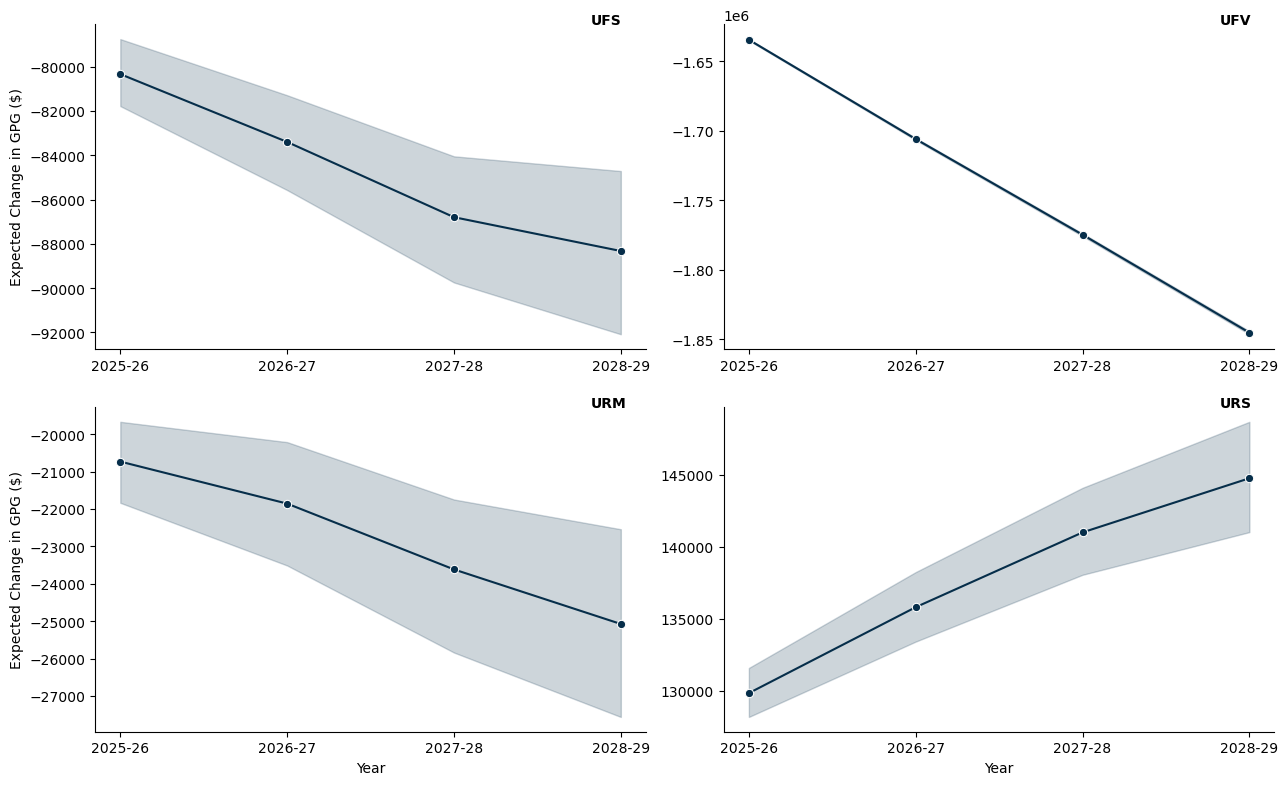 UFS
Expected Change in GPG ($)
−80000
−82000
−84000
−86000
−88000
−90000
−92000
2025-26 2026-27 2027-28 2028-29
1e6
UFV
−1.65
−1.70
−1.75
−1.80
−1.85
2025-26 2026-27 2027-28 2028-29
URM
Expected Change in GPG ($)
−20000
−21000
−22000
−23000
−24000
−25000
−26000
−27000
2025-26 2026-27 2027-28 2028-29
Year
URS
145000
140000
135000
130000
2025-26 2026-27 2027-28 2028-29
Year